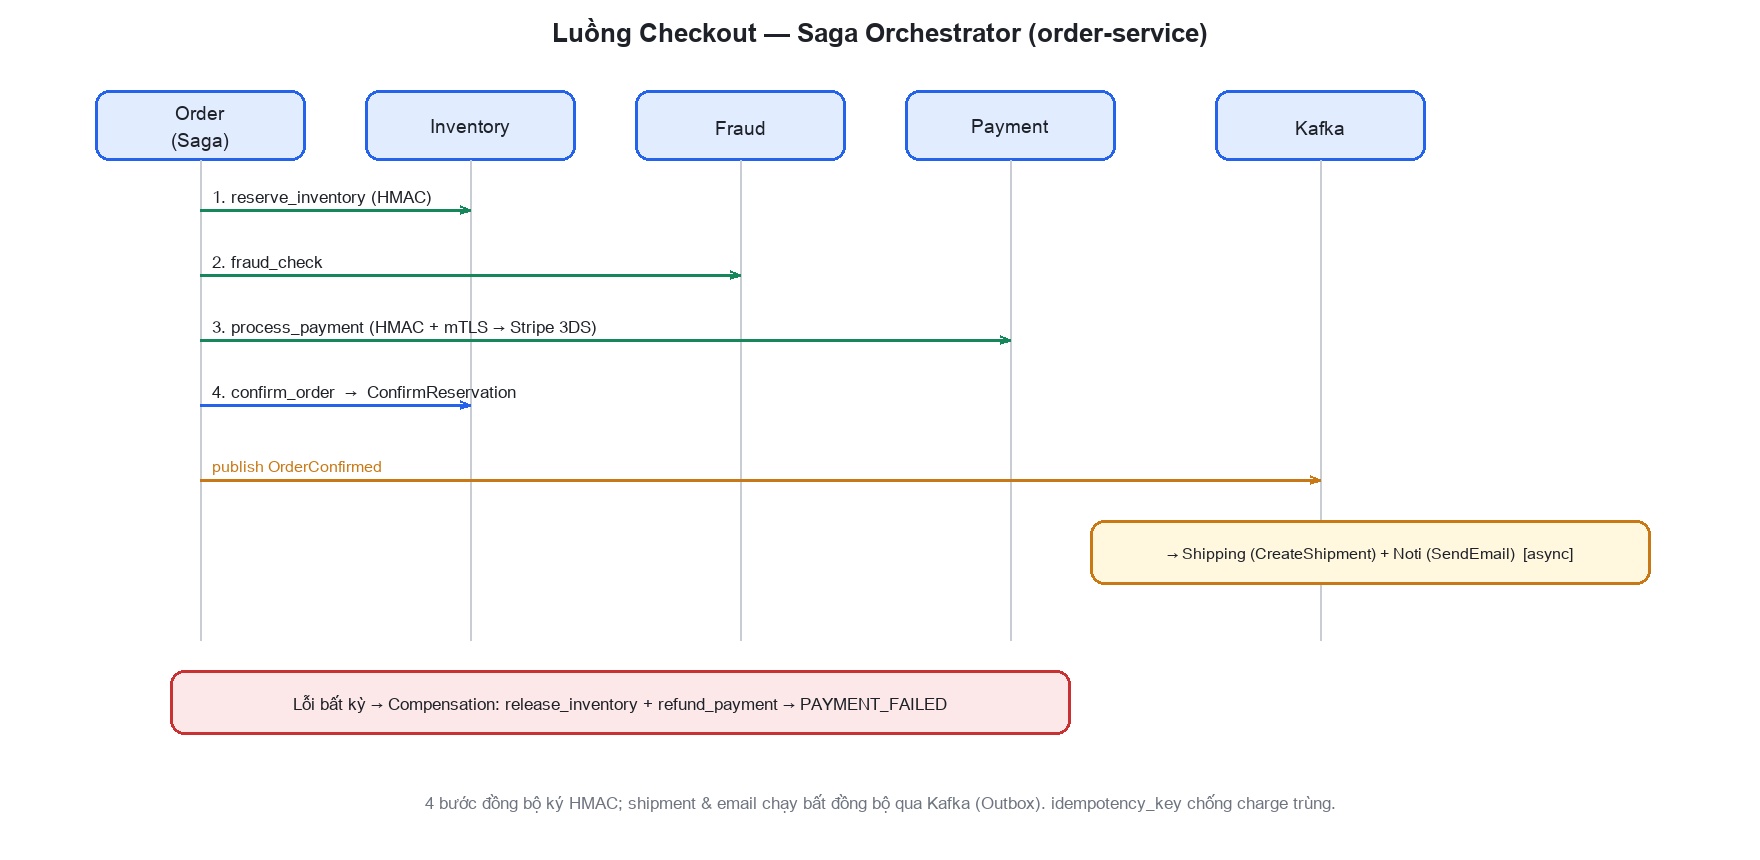 Luồng Checkout — Saga Orchestrator (order-service)
Order
(Saga)
Inventory
Fraud
Payment
Kafka
1. reserve_inventory (HMAC)
2. fraud_check
3. process_payment (HMAC + mTLS → Stripe 3DS)
4. confirm_order → ConfirmReservation
publish OrderConfirmed
→ Shipping (CreateShipment) + Noti (SendEmail) [async]
Lỗi bất kỳ → Compensation: release_inventory + refund_payment → PAYMENT_FAILED
4 bước đồng bộ ký HMAC; shipment & email chạy bất đồng bộ qua Kafka (Outbox). idempotency_key chống charge trùng.